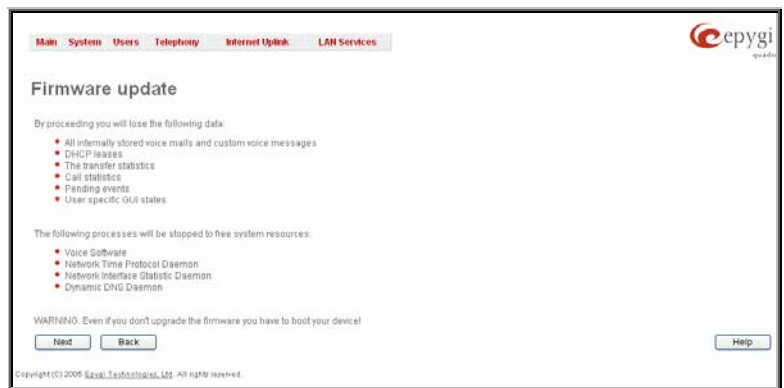 Main System Users Telephony Internet Uplink LAN Services
epygi
quadro
Firmware update
By proceeding you will lose the following data:
All internally stored voice mails and custom voice messages
DHCP leases
The transfer statistics
Call statistics
Pending events
User specific GUI states
The following processes will be stopped to free system resources:
Voice Software
Network Time Protocol Daemon
Network Interface Statistic Daemon
Dynamic DNS Daemon
WARNING: Even if you don't upgrade the firmware you have to boot your device!
Next Back Help
Copyright (C) 2005 Epygi Technologies, Ltd. All rights reserved.